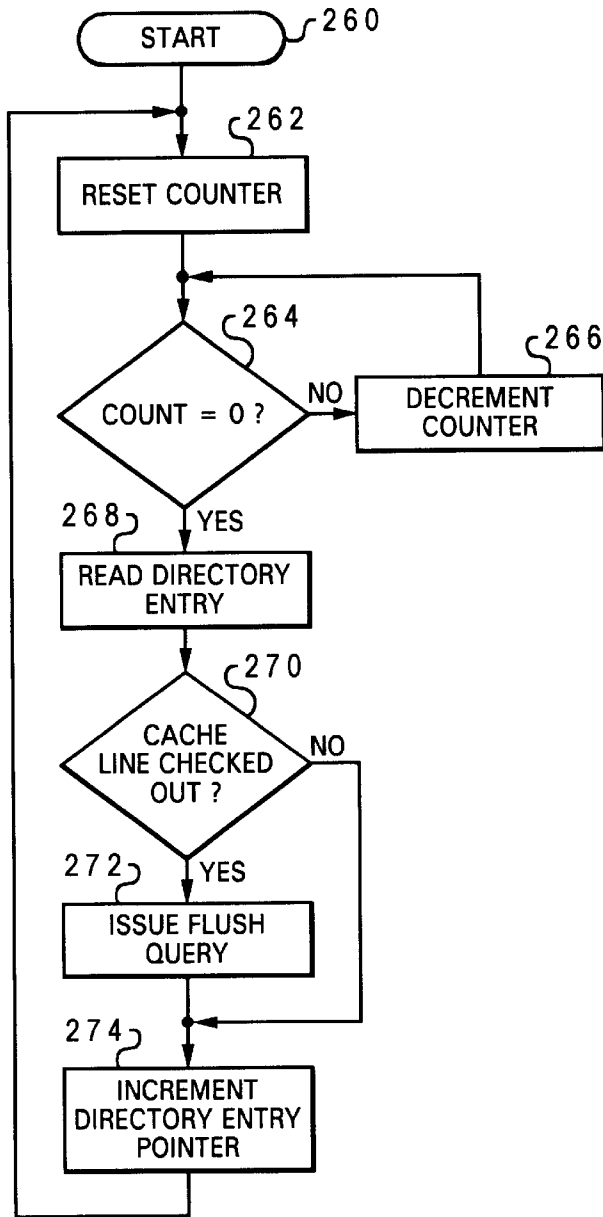 START
260
262
RESET COUNTER
264
COUNT = 0 ?
NO
266
DECREMENT
COUNTER
YES
268
READ DIRECTORY
ENTRY
270
CACHE
LINE CHECKED
OUT ?
NO
YES
272
ISSUE FLUSH
QUERY
274
INCREMENT
DIRECTORY ENTRY
POINTER